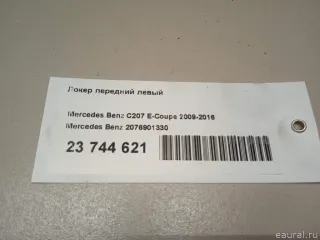 Локер передний левый
Mercedes Benz C207 E-Coupe 2009-2016
Mercedes Benz 2076901330
23 744 621
eaural.ru